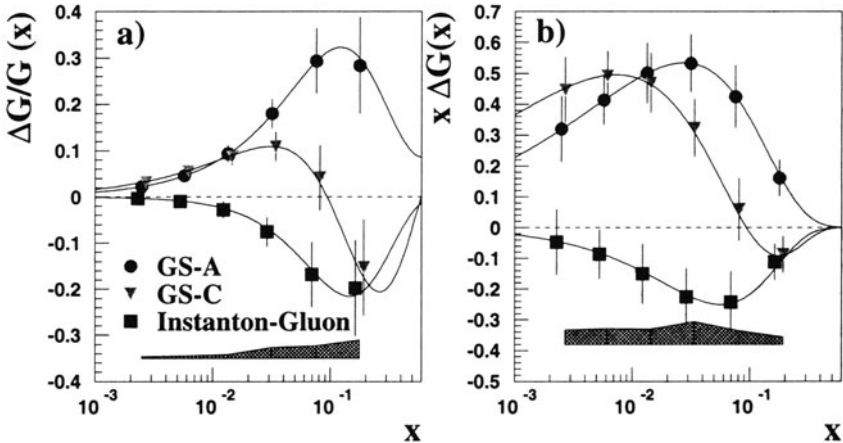 a)
ΔG/G (x)
0.4
0.3
0.2
0.1
0
-0.1
-0.2
-0.3
-0.4
GS-A
GS-C
Instanton-Gluon
10⁻³ 10⁻² 10⁻¹
x
b)
x ΔG(x)
0.7
0.6
0.5
0.4
0.3
0.2
0.1
0
-0.1
-0.2
-0.3
-0.4
-0.5
10⁻³ 10⁻² 10⁻¹
x